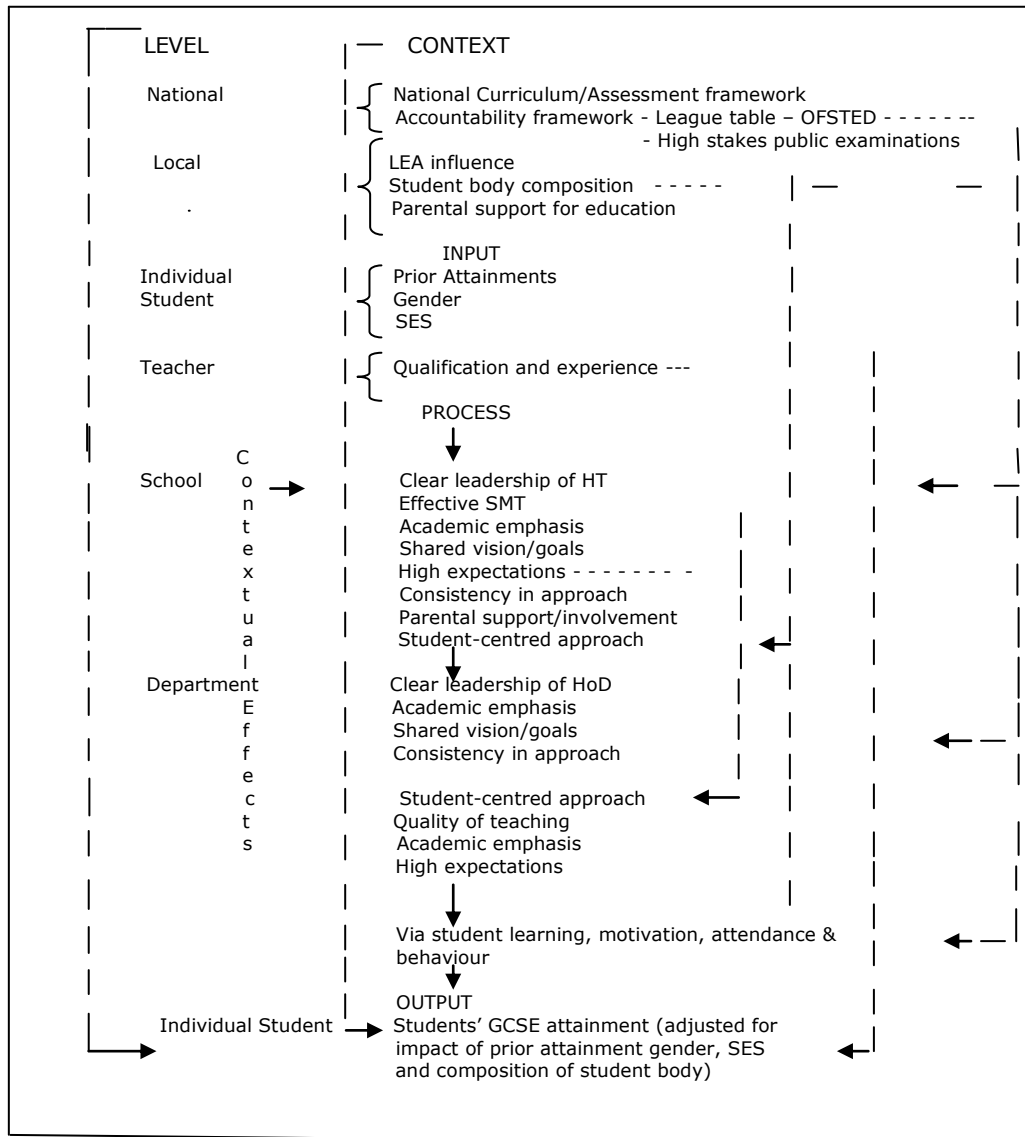 LEVEL CONTEXT
National National Curriculum/Assessment framework
Accountability framework - League table – OFSTED - - - - - - --
- High stakes public examinations
Local LEA influence
Student body composition - - - - -
. Parental support for education
INPUT
Individual Prior Attainments
Student Gender
SES
Teacher Qualification and experience ---
PROCESS
Contextual Effects
School Clear leadership of HT
Effective SMT
Academic emphasis
Shared vision/goals
High expectations - - - - - - - -
Consistency in approach
Parental support/involvement
Student-centred approach
Department Clear leadership of HoD
Academic emphasis
Shared vision/goals
Consistency in approach
Student-centred approach
Quality of teaching
Academic emphasis
High expectations
Via student learning, motivation, attendance &
behaviour
OUTPUT
Individual Student Students’ GCSE attainment (adjusted for
impact of prior attainment gender, SES
and composition of student body)